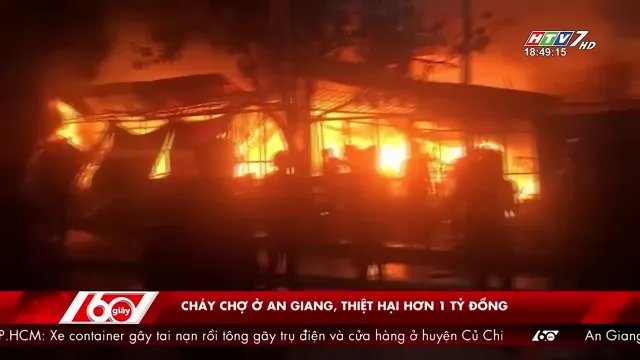 HTV7 HD
18:49:15
60 giây
CHÁY CHỢ Ở AN GIANG, THIỆT HẠI HƠN 1 TỶ ĐỒNG
P.HCM: Xe container gây tai nạn rồi tông gãy trụ điện và cửa hàng ở huyện Củ Chi
60
An Giang